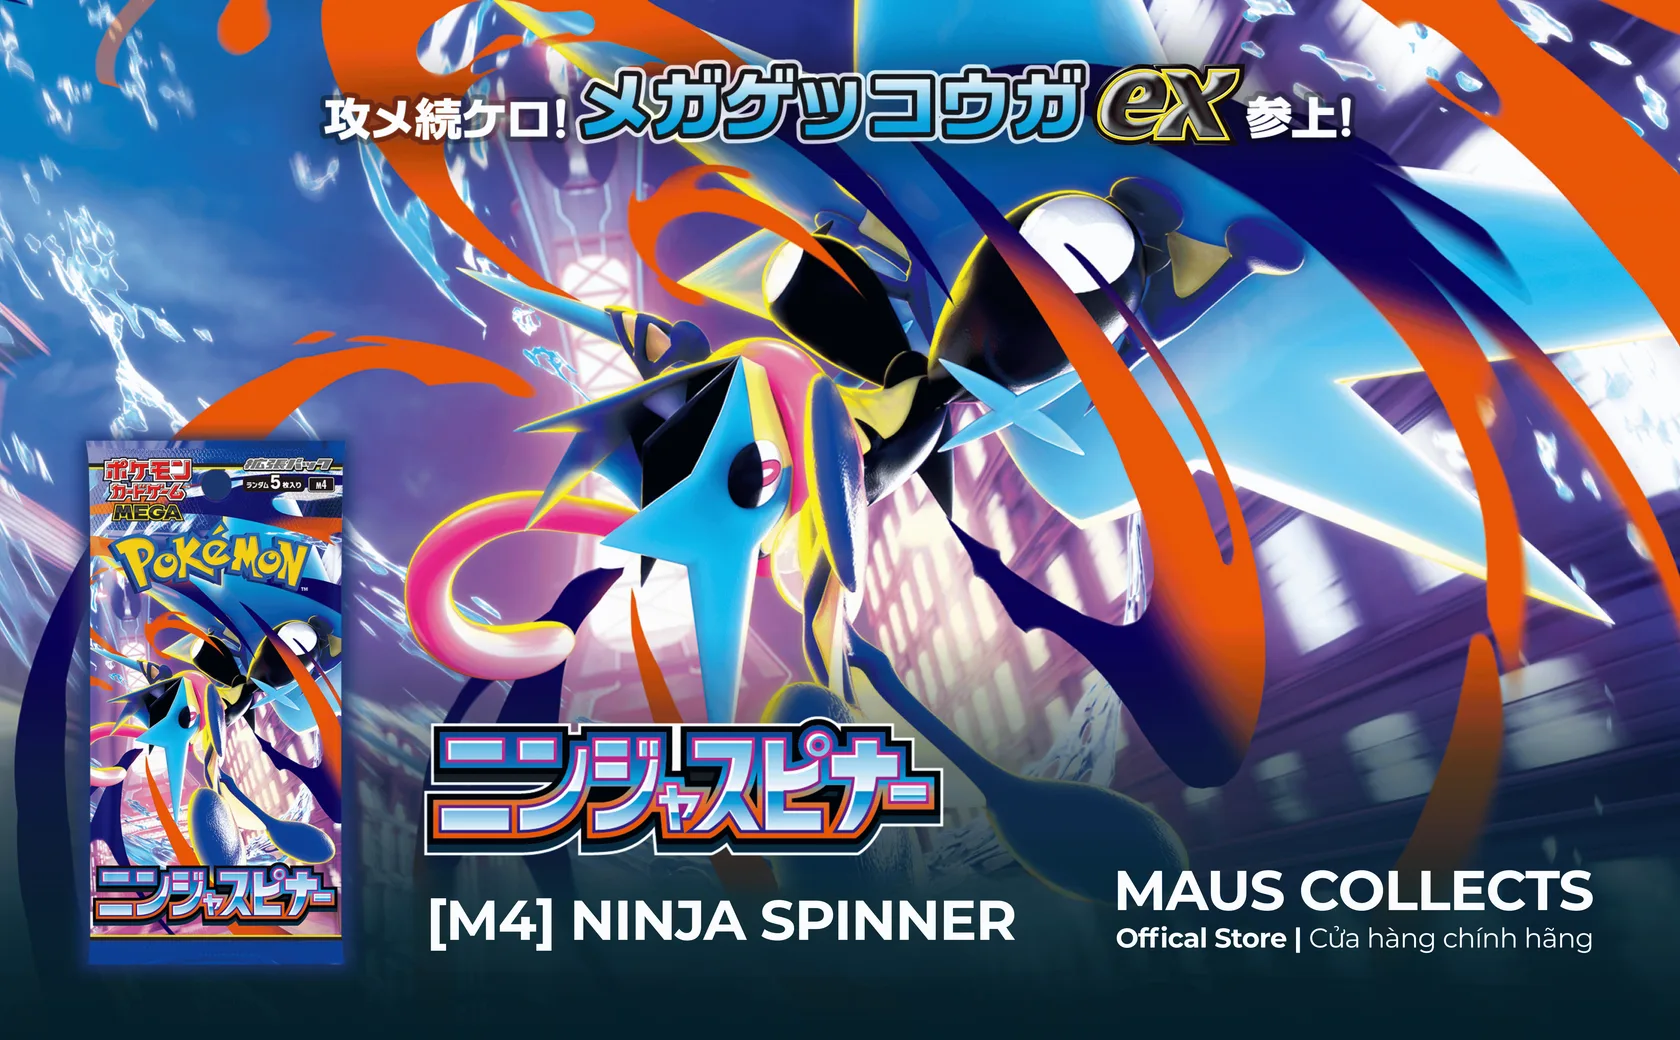 攻メ続ケロ! メガゲッコウガex 参上!
ポケモン
カードゲーム
MEGA
拡張パック
ランダム5枚入り M4
POKéMON
ニンジャスピナー
ニンジャスピナー
[M4] NINJA SPINNER
MAUS COLLECTS
Offical Store | Cửa hàng chính hãng